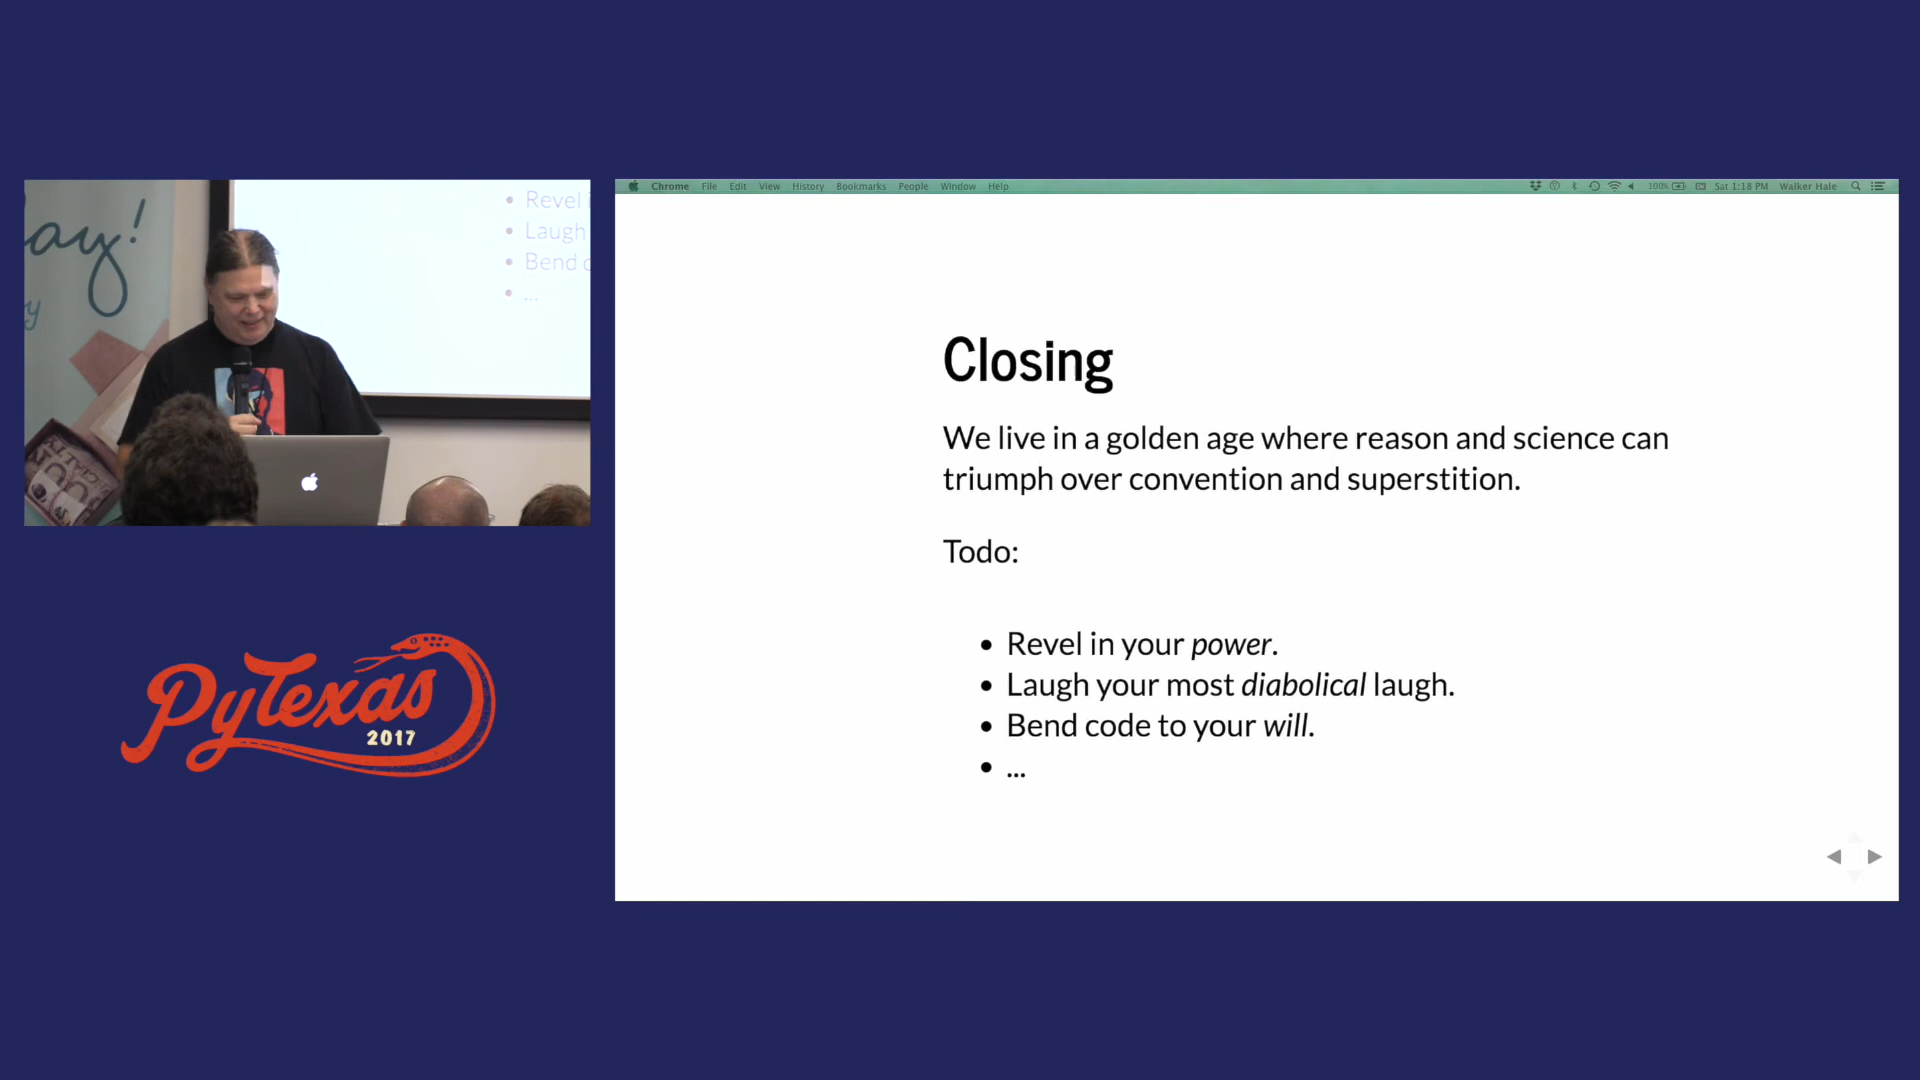 ay!
y
Revel
Laugh
Bend
...
PyTexas
2017
Chrome File Edit View History Bookmarks People Window Help
100% Sat 1:18 PM Walker Hale
Closing
We live in a golden age where reason and science can
triumph over convention and superstition.
Todo:
• Revel in your power.
• Laugh your most diabolical laugh.
• Bend code to your will.
• ...